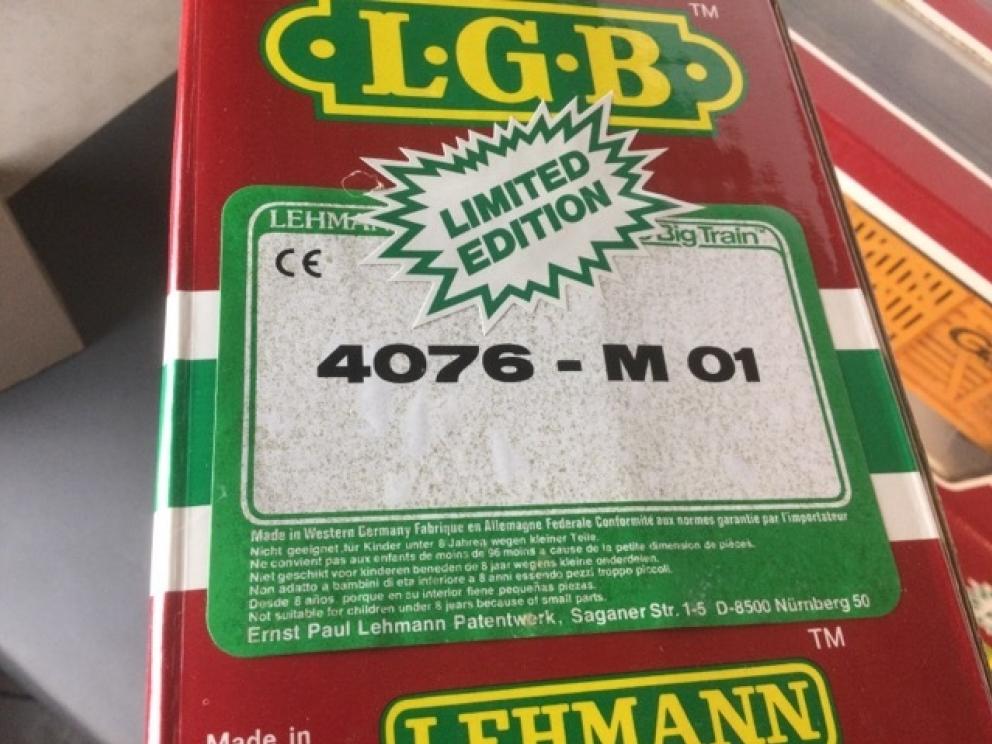 L·G·B
TM
LIMITED
EDITION
LEHMA
Big Train
CE
4076 - M 01
Made in Western Germany Fabrique en Allemagne Federale Conformité aux normes garantie par l'importateur
Nicht geeignet für Kinder unter 8 Jahren wegen kleiner Teile.
Ne convient pas aux enfants de moins de 96 moins a cause de la petite dimension de pièces.
Niet geschikt voor kinderen beneden de 8 jaar wegens kleine onderdelen.
Non adatto a bambini di eta inferiore a 8 anni essendo pezzi troppo piccoli.
Desde 8 años, porque en su interior fiene pequeñas piezas.
Not suitable for children under 8 years because of small parts.
Ernst Paul Lehmann Patentwerk, Saganer Str. 1-5 D-8500 Nürnberg 50
TM
LEHMANN
Made in